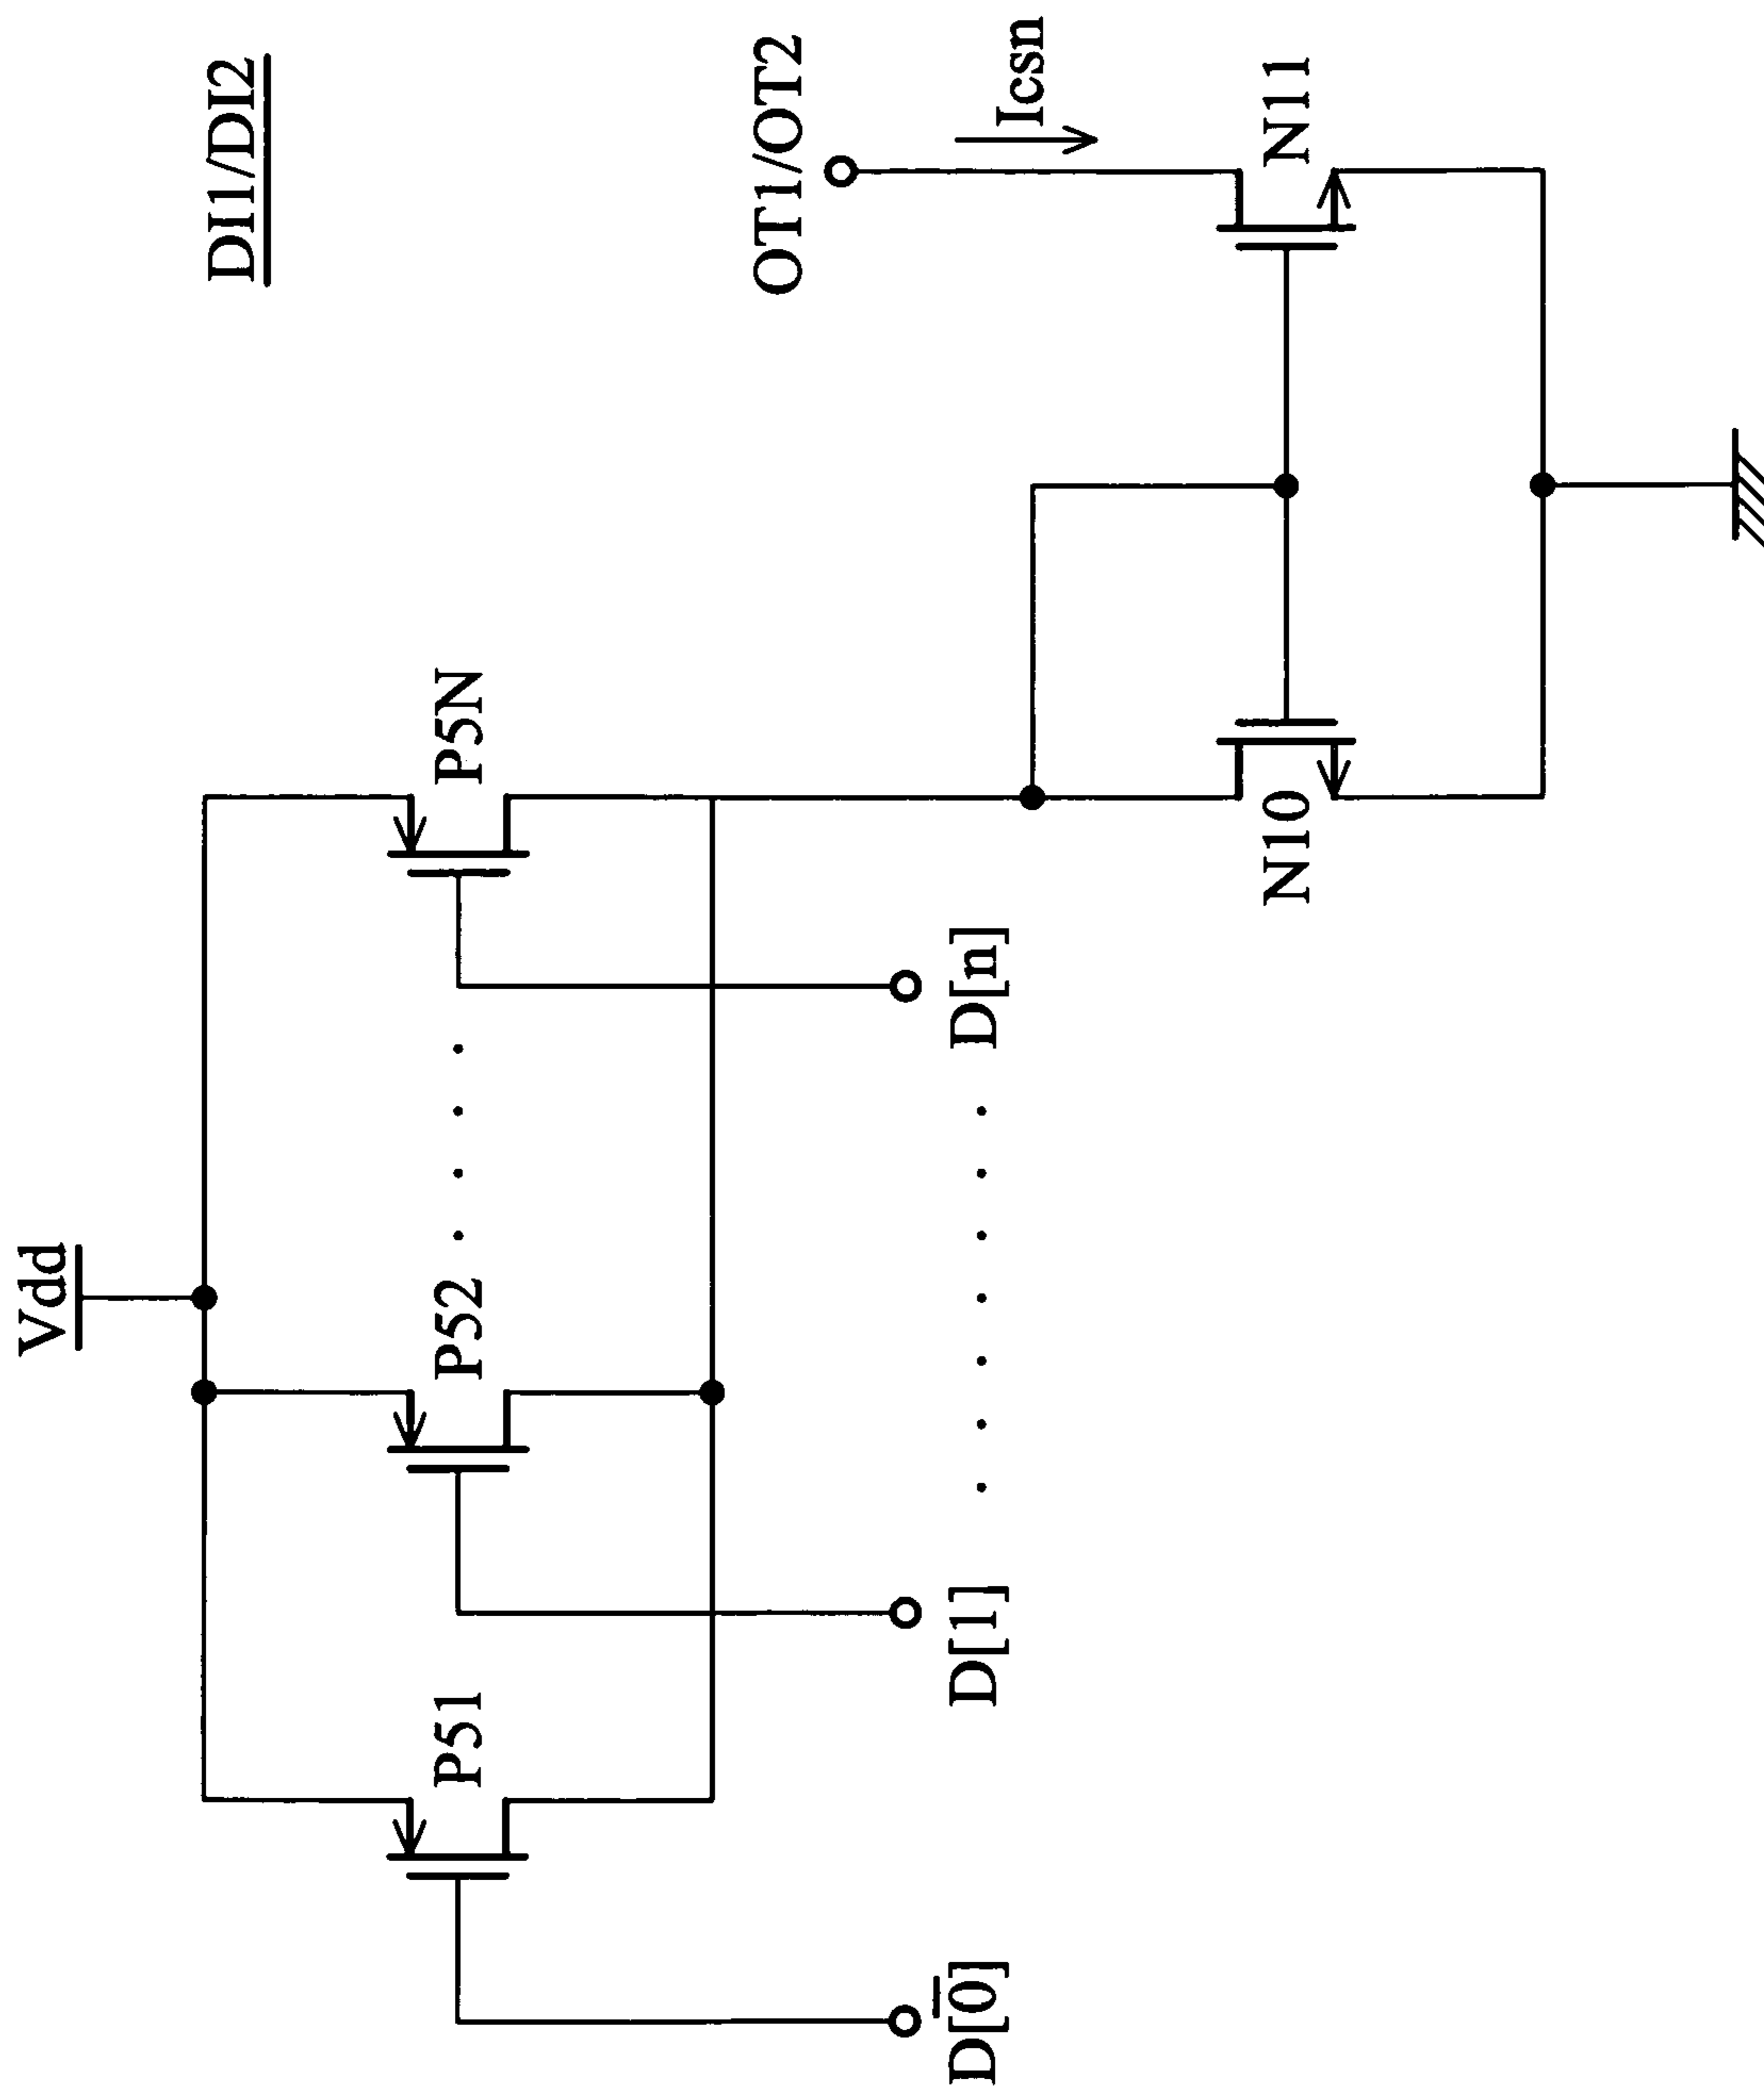 Vdd
DI1/DI2
P51
P52
P5N
OT1/OT2
D[0̅]
D[1]
D[n]
Icsn
N10
N11